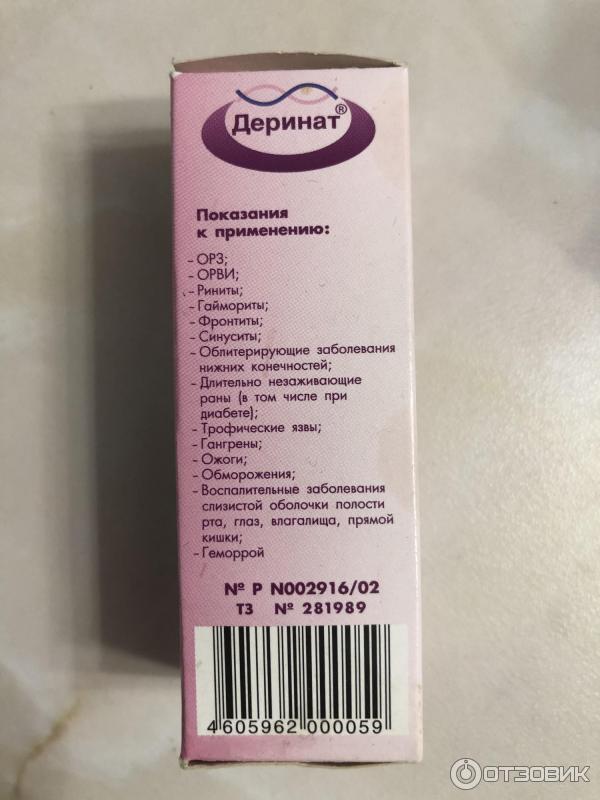 Деринат®
Показания
к применению:
- ОРЗ;
- ОРВИ;
- Риниты;
- Гаймориты;
- Фронтиты;
- Синуситы;
- Облитерирующие заболевания
нижних конечностей;
- Длительно незаживающие
раны (в том числе при
диабете);
- Трофические язвы;
- Гангрены;
- Ожоги;
- Обморожения;
- Воспалительные заболевания
слизистой оболочки полости
рта, глаз, влагалища, прямой
кишки;
- Геморрой
№ Р N002916/02
ТЗ № 281989
4 605962 000059
ОТЗОВИК